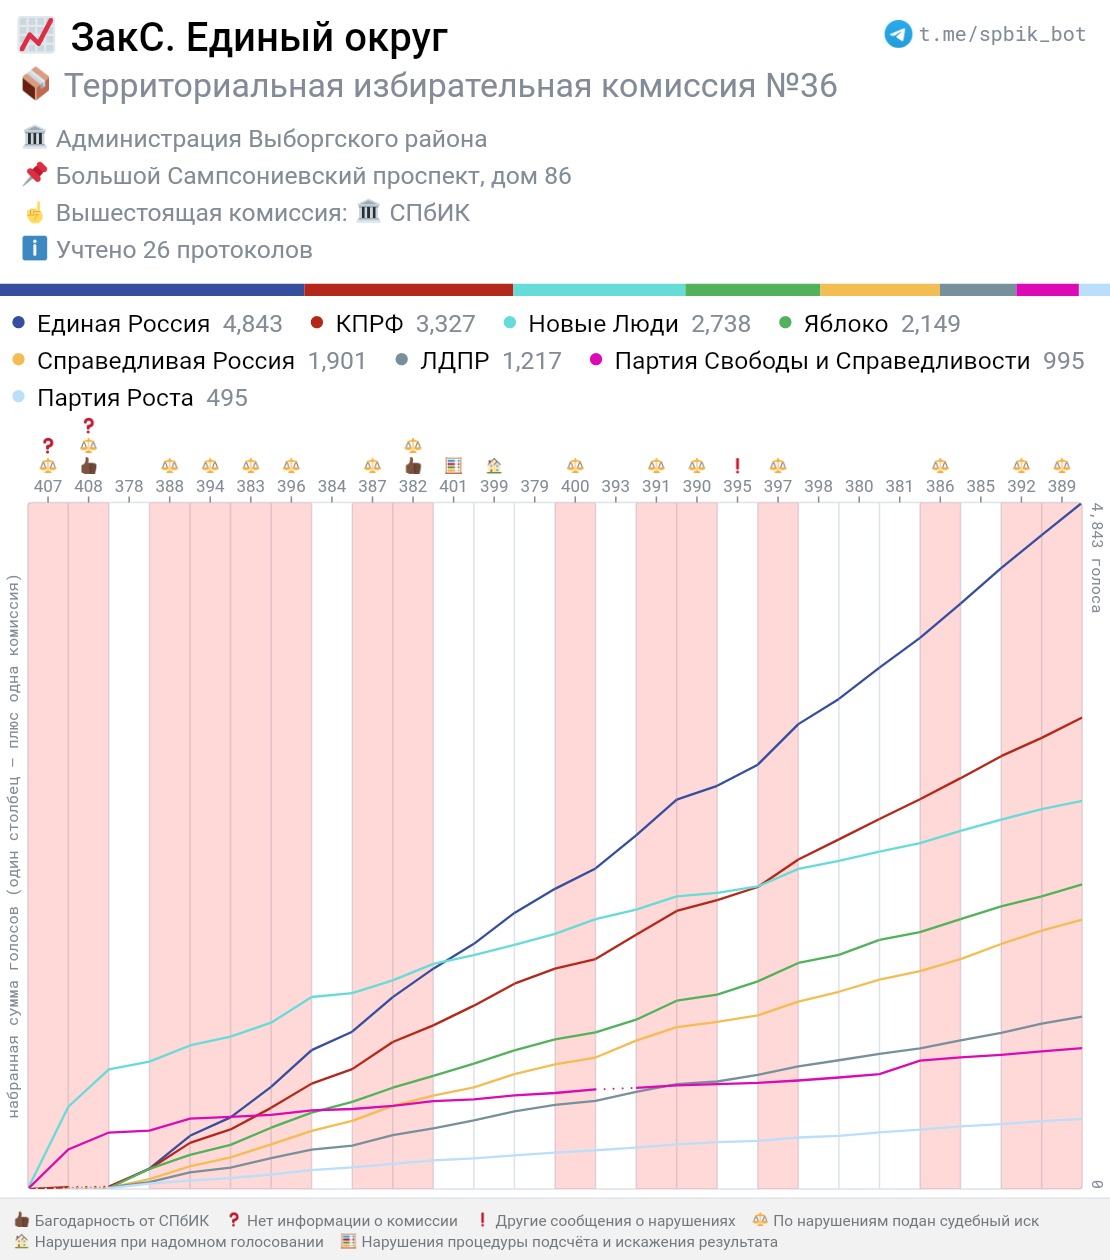 ЗакС. Единый округ
t.me/spbik_bot
Территориальная избирательная комиссия №36
Администрация Выборгского района
Большой Сампсониевский проспект, дом 86
Вышестоящая комиссия: СПбИК
Учтено 26 протоколов
Единая Россия 4,843 КПРФ 3,327 Новые Люди 2,738 Яблоко 2,149
Справедливая Россия 1,901 ЛДПР 1,217 Партия Свободы и Справедливости 995
Партия Роста 495
407 408 378 388 394 383 396 384 387 382 401 399 379 400 393 391 390 395 397 398 380 381 386 385 392 389
набранная сумма голосов (один столбец — плюс одна комиссия)
4,843 голоса
0
Багодарность от СПбИК Нет информации о комиссии Другие сообщения о нарушениях По нарушениям подан судебный иск
Нарушения при надомном голосовании Нарушения процедуры подсчёта и искажения результата